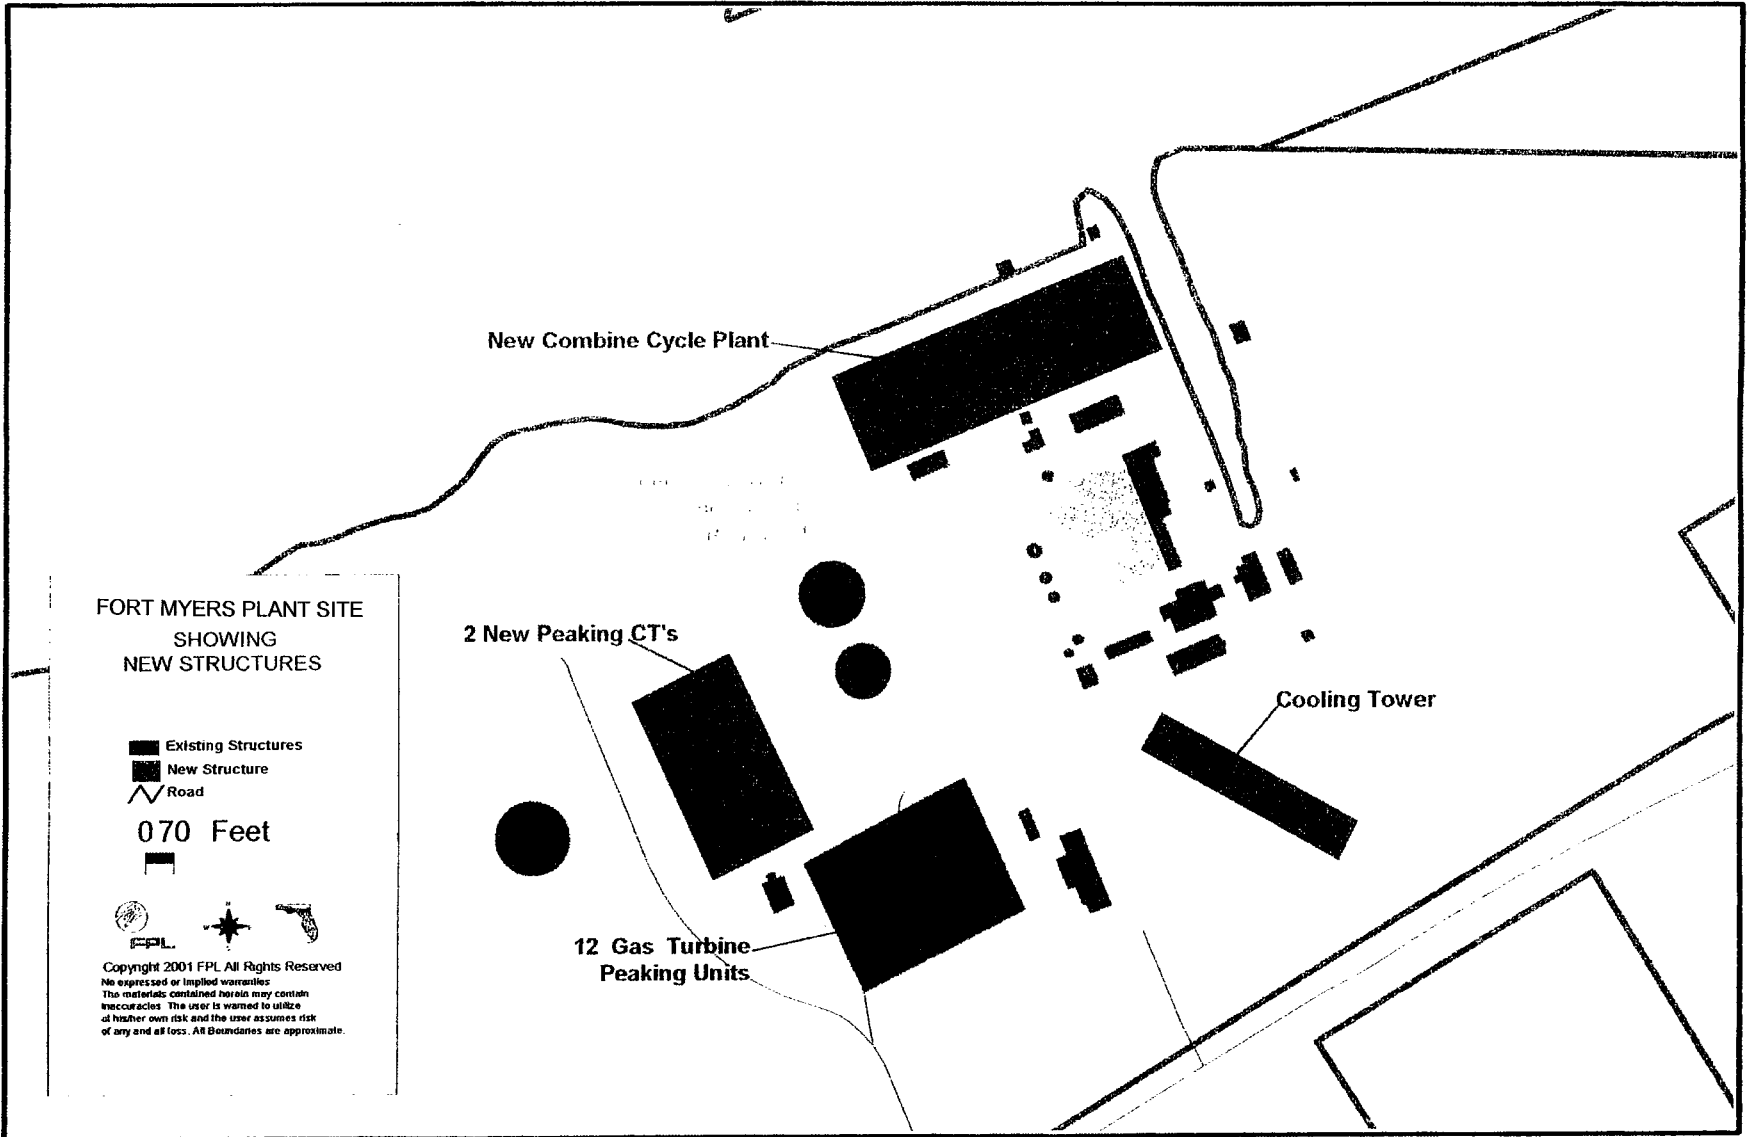 New Combine Cycle Plant
2 New Peaking CT's
Cooling Tower
12 Gas Turbine
Peaking Units
FORT MYERS PLANT SITE
SHOWING
NEW STRUCTURES
Existing Structures
New Structure
Road
0 70 Feet
N
W
FPL
Copyright 2001 FPL All Rights Reserved
No expressed or implied warranties
The materials contained herein may contain
inaccuracies The user is warned to utilize
at his/her own risk and the user assumes risk
of any and all loss. All Boundaries are approximate.